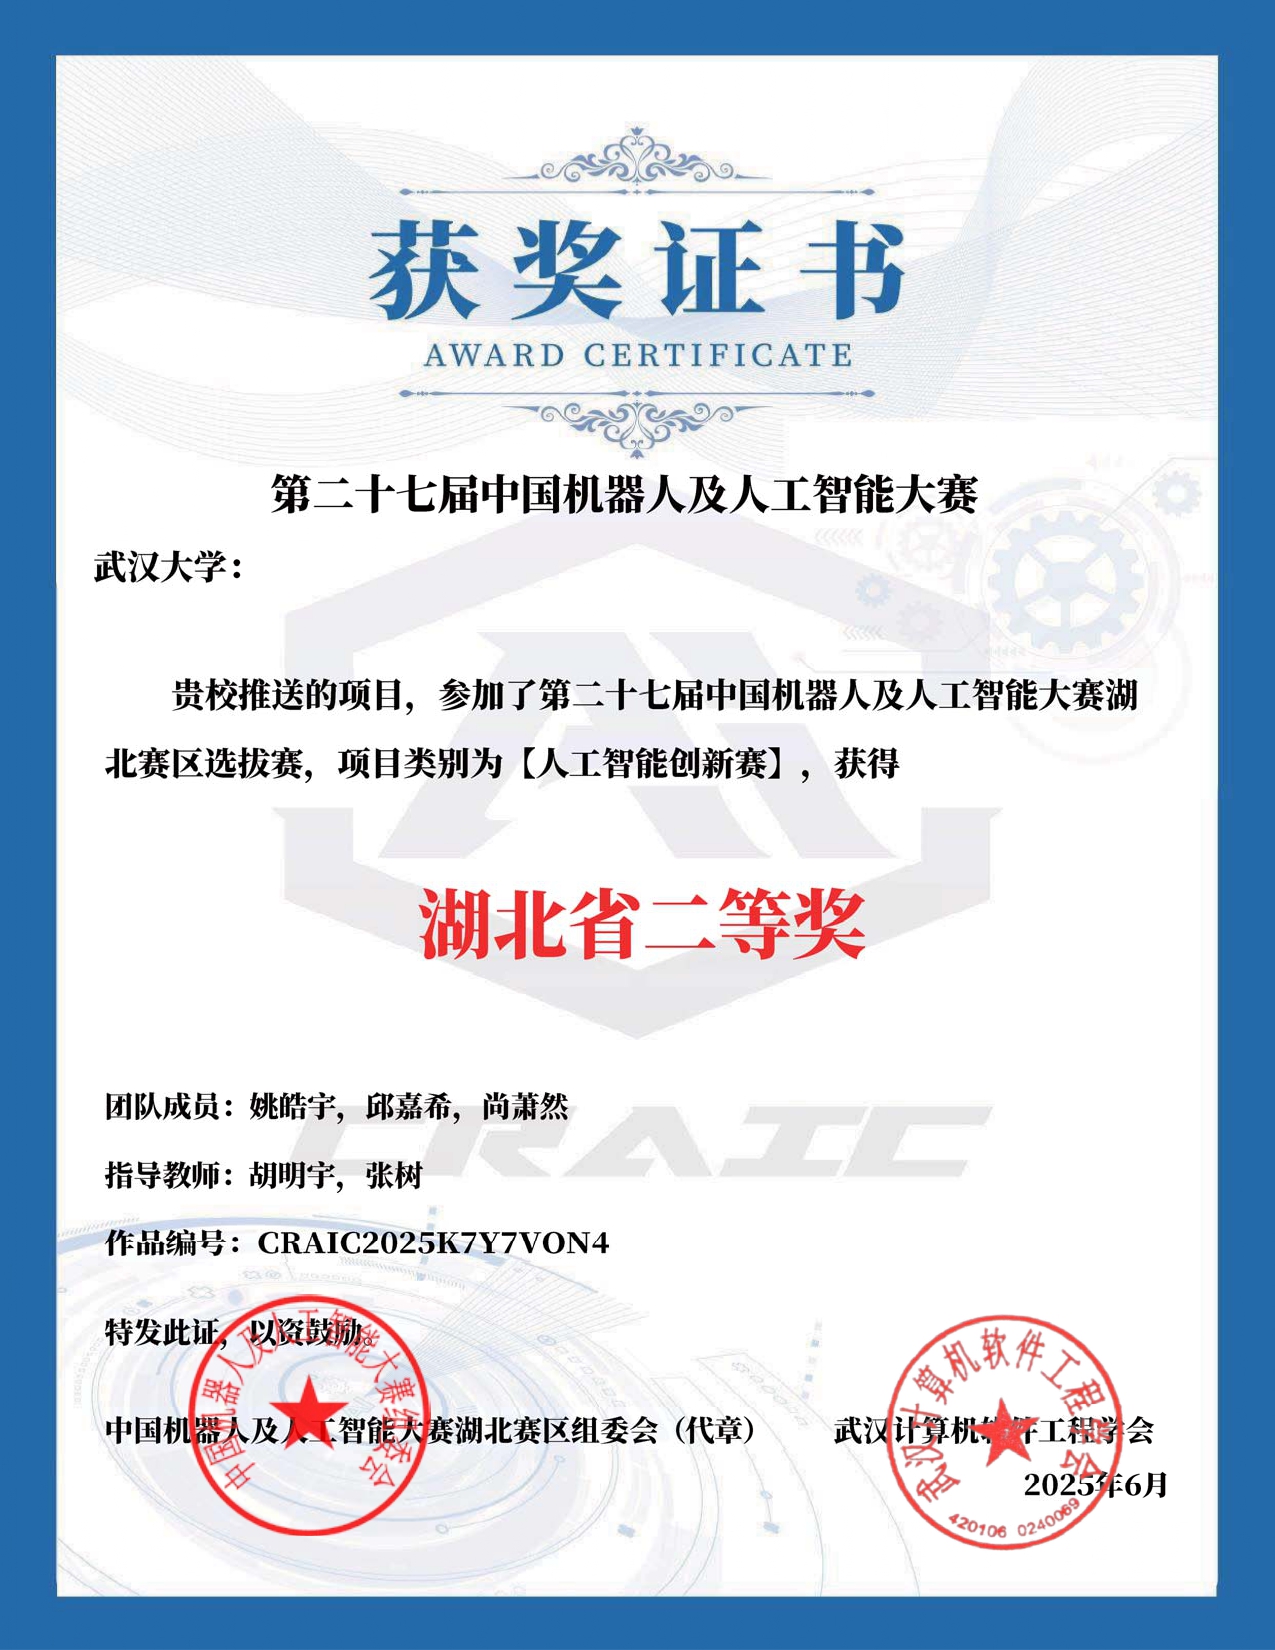 获奖证书
AWARD CERTIFICATE
第二十七届中国机器人及人工智能大赛
武汉大学：
贵校推送的项目，参加了第二十七届中国机器人及人工智能大赛湖
北赛区选拔赛，项目类别为【人工智能创新赛】，获得
湖北省二等奖
CRAIC
团队成员：姚皓宇，邱嘉希，尚萧然
指导教师：胡明宇，张树
作品编号：CRAIC2025K7Y7VON4
特发此证，以资鼓励。
中国机器人及人工智能大赛组委会
中国机器人及人工智能大赛湖北赛区组委会（代章）
武汉计算机软件工程学会
武汉计算机软件工程学会
2025年6月
420106 0240069